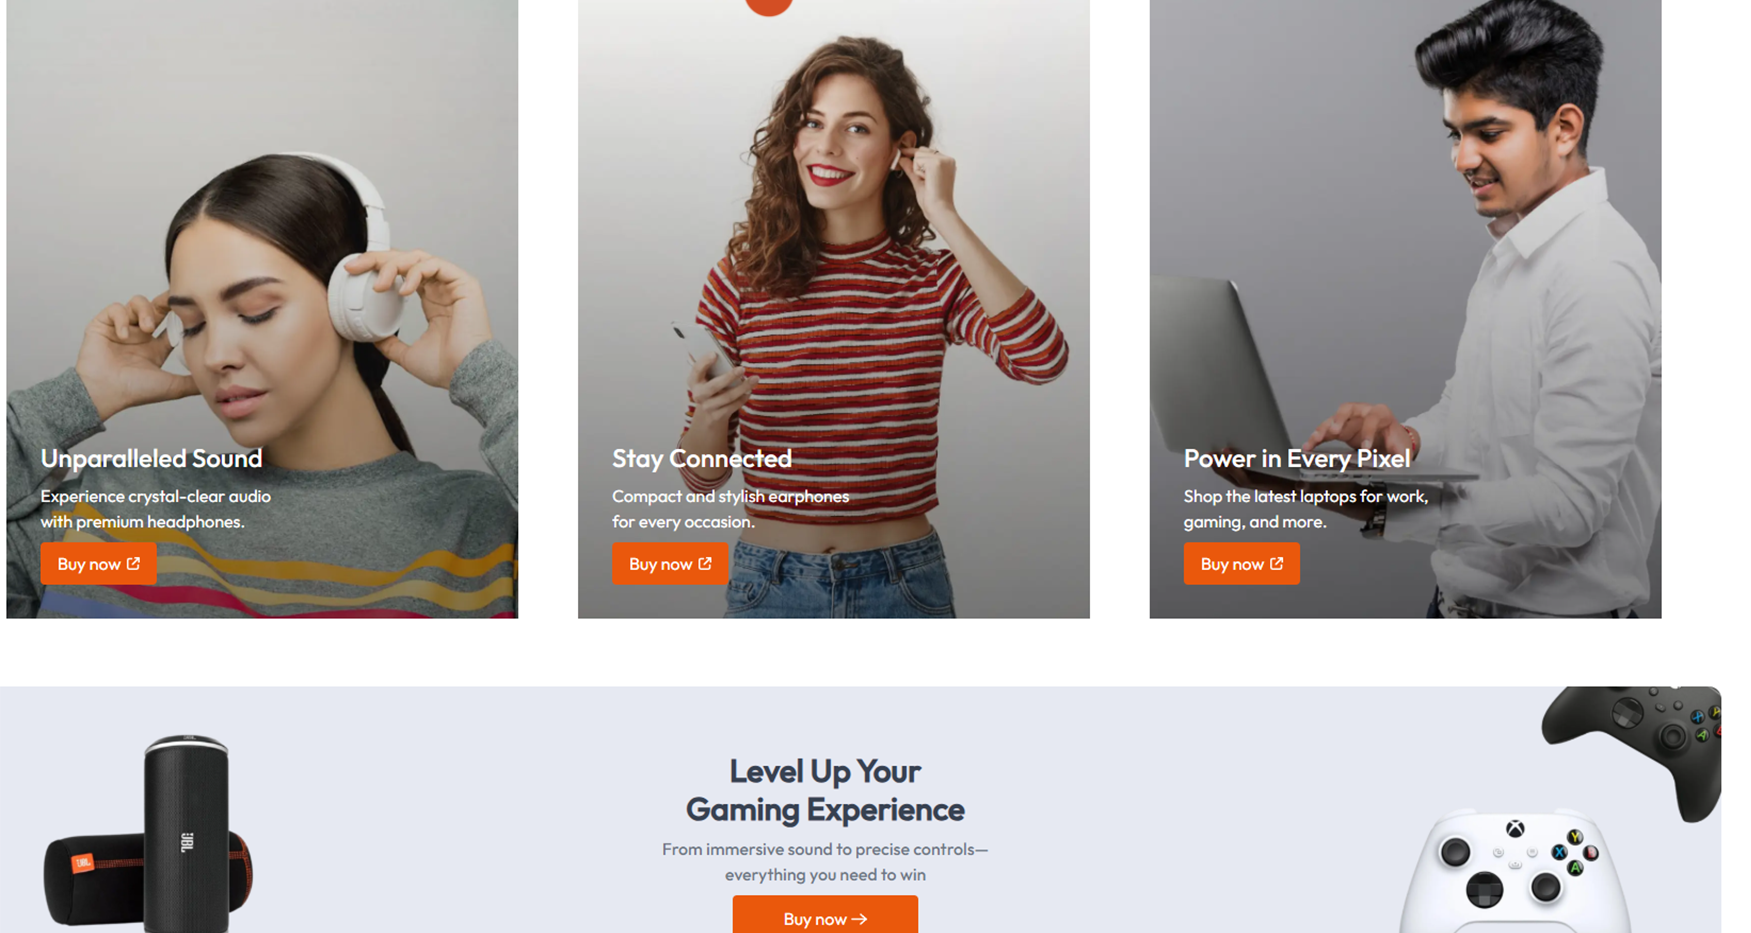 Unparalleled Sound
Experience crystal-clear audio
with premium headphones.
Buy now
Stay Connected
Compact and stylish earphones
for every occasion.
Buy now
Power in Every Pixel
Shop the latest laptops for work,
gaming, and more.
Buy now
JBL
JBL
Level Up Your
Gaming Experience
From immersive sound to precise controls—
everything you need to win
Buy now →
X
Y
A
Y
X
B
A